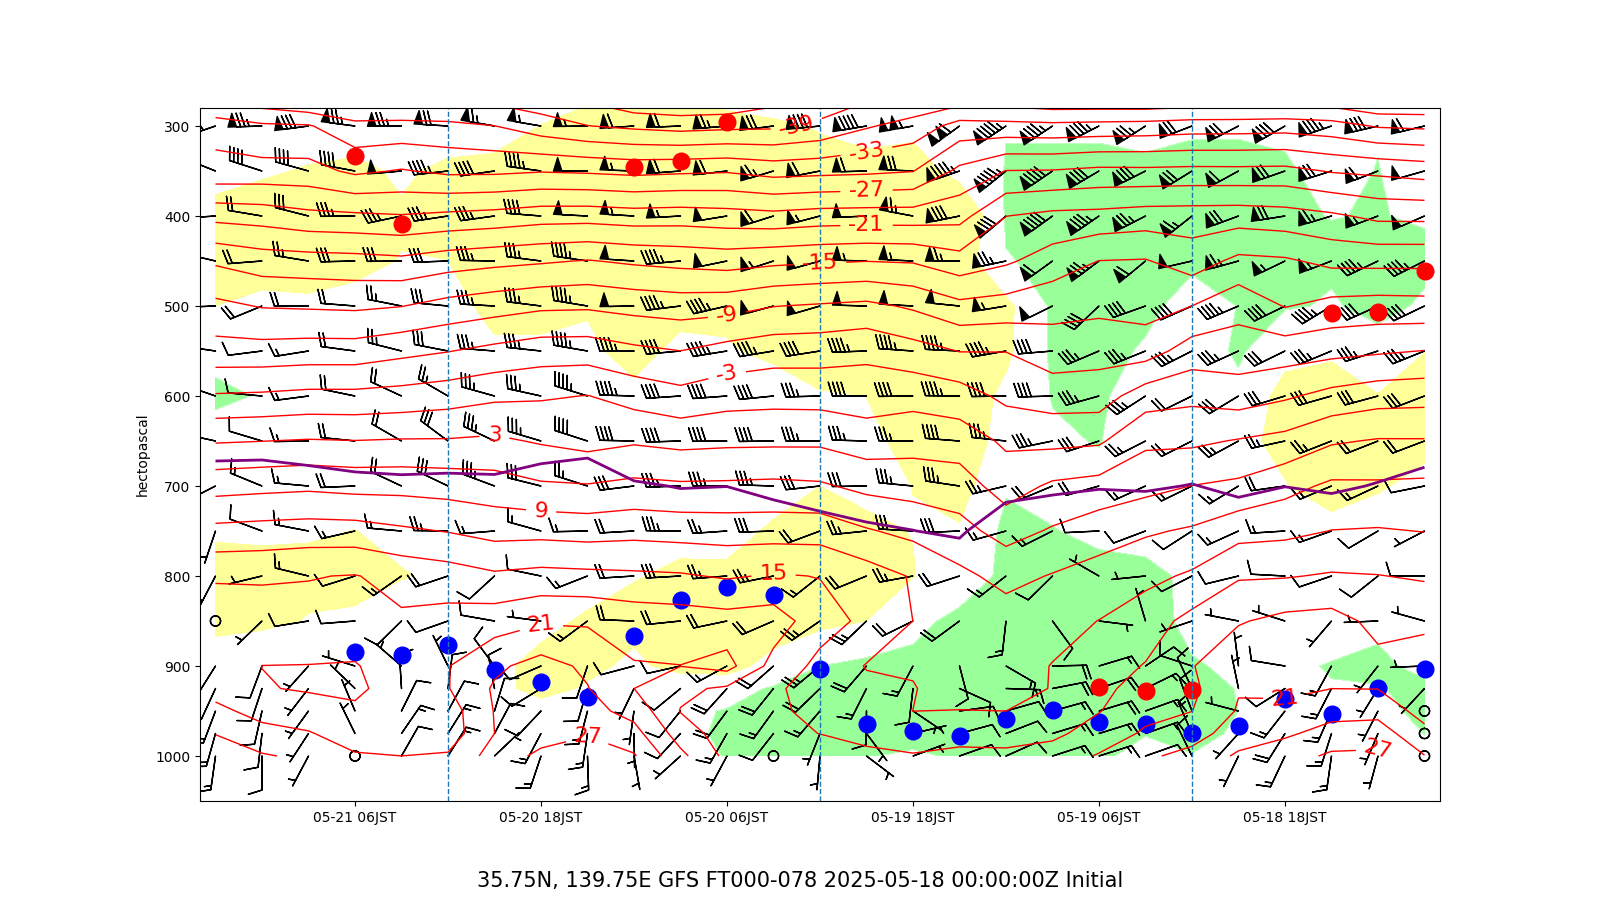 300
400
500
600
700
800
900
1000
hectopascal
-39
-33
-27
-21
-15
-9
-3
3
9
15
21
27
21
27
05-21 06JST
05-20 18JST
05-20 06JST
05-19 18JST
05-19 06JST
05-18 18JST
35.75N, 139.75E GFS FT000-078 2025-05-18 00:00:00Z Initial